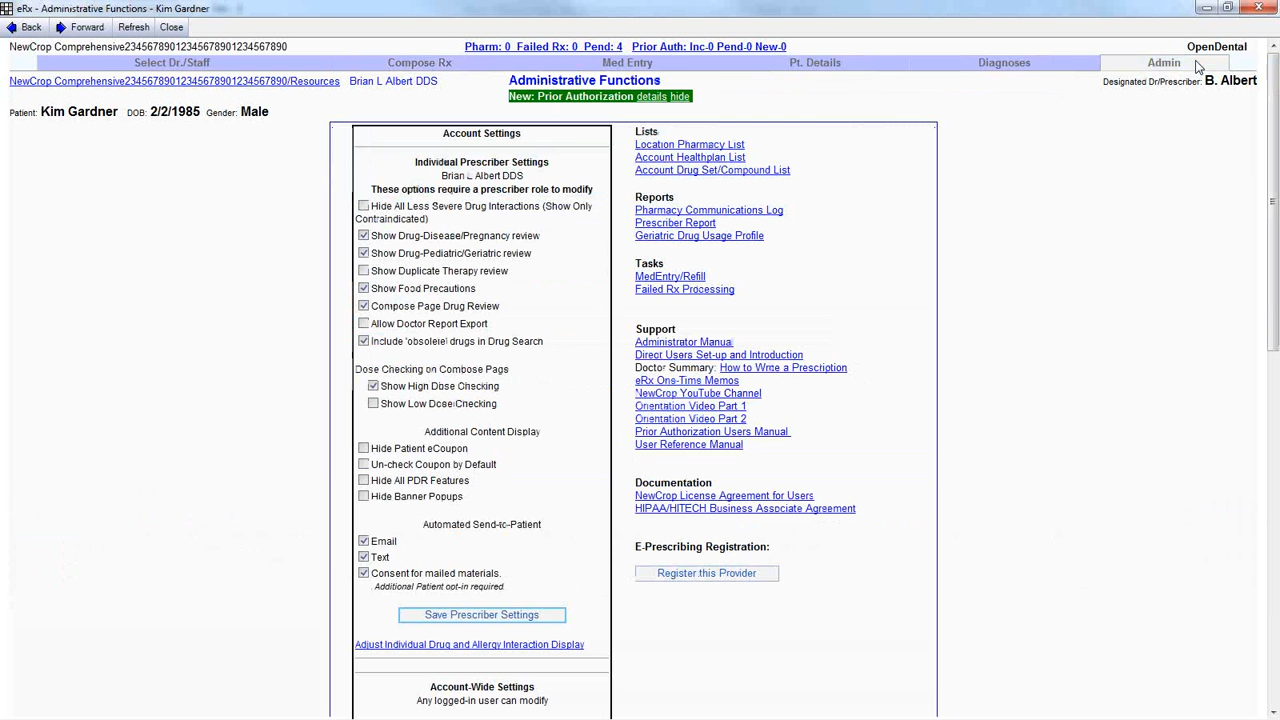 eRx - Administrative Functions - Kim Gardner
Back Forward Refresh Close
NewCrop Comprehensive2345678901234567890123456789012345678901234567890 Pharm: 0 Failed Rx: 0 Pend: 4 Prior Auth: Inc-0 Pend-0 New-0 OpenDental
Select Dr./Staff Compose Rx Med Entry Pt. Details Diagnoses Admin
NewCrop Comprehensive2345678901234567890123456789012345678901234567890/Resources Brian L Albert DDS Administrative Functions Designated Dr/Prescriber: B. Albert
New: Prior Authorization details hide
Patient: Kim Gardner DOB: 2/2/1985 Gender: Male
Account Settings
Individual Prescriber Settings
Brian L Albert DDS
These options require a prescriber role to modify
Hide All Less Severe Drug Interactions (Show Only
Contraindicated)
Show Drug-Disease/Pregnancy review
Show Drug-Pediatric/Geriatric review
Show Duplicate Therapy review
Show Food Precautions
Compose Page Drug Review
Allow Doctor Report Export
Include 'obsolete' drugs in Drug Search
Dose Checking on Compose Page
Show High Dose Checking
Show Low Dose Checking
Additional Content Display
Hide Patient eCoupon
Un-check Coupon by Default
Hide All PDR Features
Hide Banner Popups
Automated Send-to-Patient
Email
Text
Consent for mailed materials.
Additional Patient opt-in required.
Save Prescriber Settings
Adjust Individual Drug and Allergy Interaction Display
Account-Wide Settings
Any logged-in user can modify
Lists
Location Pharmacy List
Account Healthplan List
Account Drug Set/Compound List
Reports
Pharmacy Communications Log
Prescriber Report
Geriatric Drug Usage Profile
Tasks
MedEntry/Refill
Failed Rx Processing
Support
Administrator Manual
Direct Users Set-up and Introduction
Doctor Summary: How to Write a Prescription
eRx One-Time Memos
NewCrop YouTube Channel
Orientation Video Part 1
Orientation Video Part 2
Prior Authorization Users Manual
User Reference Manual
Documentation
NewCrop License Agreement for Users
HIPAA/HITECH Business Associate Agreement
E-Prescribing Registration:
Register this Provider